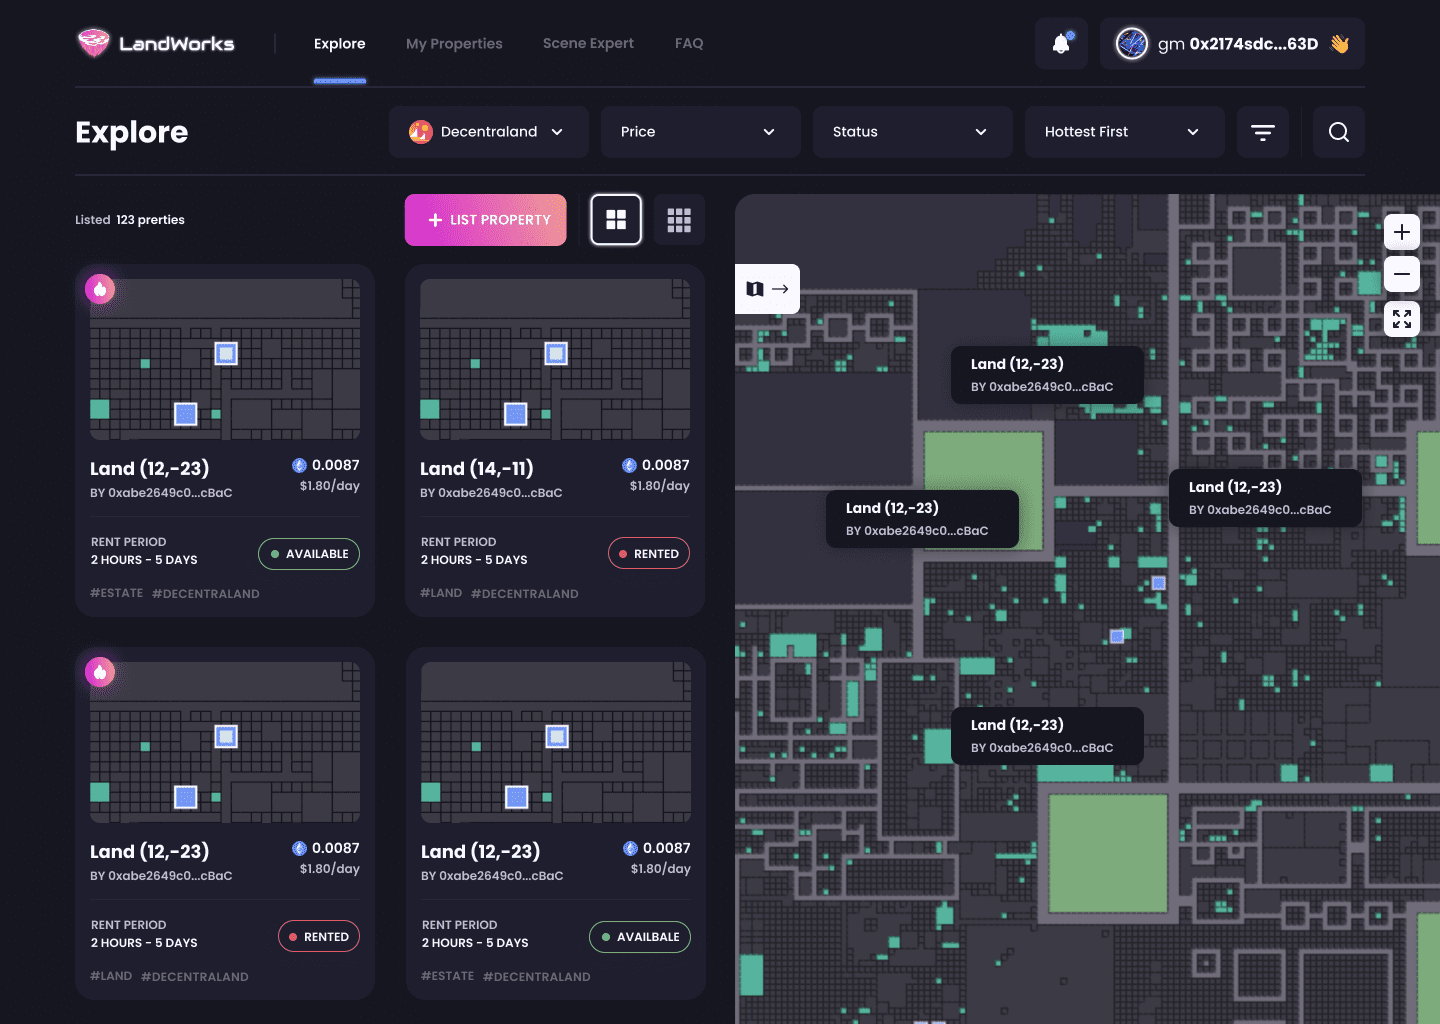 LandWorks
Explore
My Properties
Scene Expert
FAQ
gm 0x2174sdc...63D 👋
Explore
Decentraland
Price
Status
Hottest First
Listed 123 prerties
+ LIST PROPERTY
Land (12,-23)
0.0087
BY 0xabe2649c0...cBaC
$1.80/day
RENT PERIOD
2 HOURS - 5 DAYS
AVAILABLE
#ESTATE #DECENTRALAND
Land (14,-11)
0.0087
BY 0xabe2649c0...cBaC
$1.80/day
RENT PERIOD
2 HOURS - 5 DAYS
RENTED
#LAND #DECENTRALAND
Land (12,-23)
0.0087
BY 0xabe2649c0...cBaC
$1.80/day
RENT PERIOD
2 HOURS - 5 DAYS
RENTED
#LAND #DECENTRALAND
Land (12,-23)
0.0087
BY 0xabe2649c0...cBaC
$1.80/day
RENT PERIOD
2 HOURS - 5 DAYS
AVAILBALE
#ESTATE #DECENTRALAND
Land (12,-23)
BY 0xabe2649c0...cBaC
Land (12,-23)
BY 0xabe2649c0...cBaC
Land (12,-23)
BY 0xabe2649c0...cBaC
Land (12,-23)
BY 0xabe2649c0...cBaC